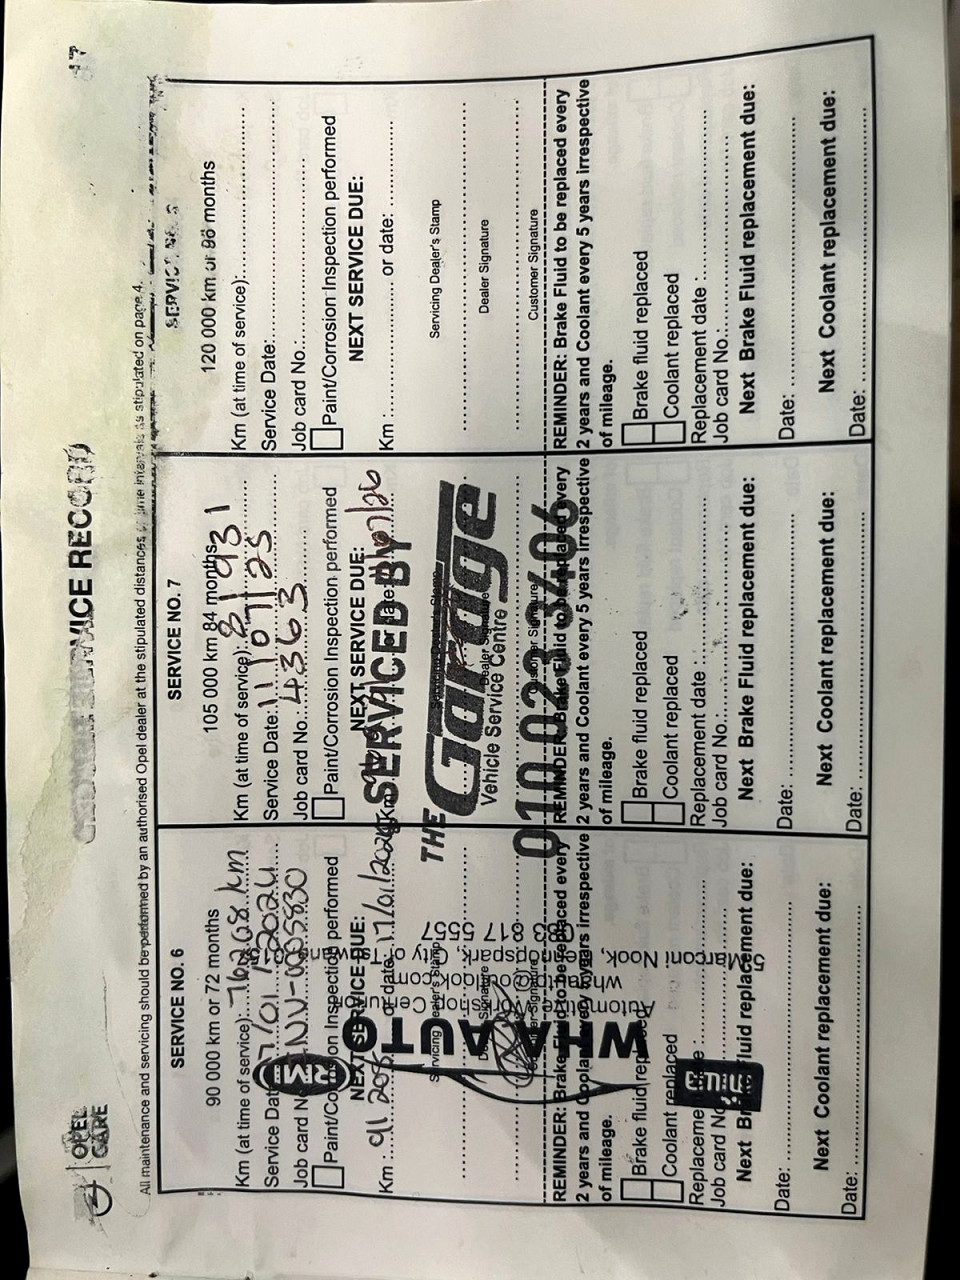 OPEL
CARE
SERVICE RECORD
17
All maintenance and servicing should be performed by an authorised Opel dealer at the stipulated distances or time intervals as stipulated on page 4.
SERVICE NO. 6
90 000 km or 72 months
Km (at time of service): 76268 km
Service Date: 17/01/2024
Job card No.: INV-0005830
Paint/Corrosion Inspection performed
NEXT SERVICE DUE:
Km : or date: 17/01/2025
RMI
WTA AUTO
Automotive Workshop Centurion
5 Marconi Nook, Hennopspark, City of Tshwane, 0157
817 5557
Servicing Dealer's Stamp
Dealer Signature
Customer Signature
REMINDER: Brake Fluid to be replaced every
2 years and Coolant every 5 years irrespective
of mileage.
Brake fluid replaced
Coolant replaced
Replacement date :
Job card No.:
Next Brake Fluid replacement due:
Date:
Next Coolant replacement due:
Date:
SERVICE NO. 7
105 000 km 84 months
Km (at time of service): 81931
Service Date: 11/07/25
Job card No.: 4363
Paint/Corrosion Inspection performed
NEXT SERVICE DUE:
Km /07/26
SERVICED BY
THE Garage
Vehicle Service Centre
010 023 3406
Servicing Dealer's Stamp
Dealer Signature
Customer Signature
REMINDER: Brake Fluid to be replaced every
2 years and Coolant every 5 years irrespective
of mileage.
Brake fluid replaced
Coolant replaced
Replacement date :
Job card No.:
Next Brake Fluid replacement due:
Date:
Next Coolant replacement due:
Date:
SERVICE NO. 8
120 000 km or 96 months
Km (at time of service):
Service Date:
Job card No.:
Paint/Corrosion Inspection performed
NEXT SERVICE DUE:
Km : or date:
Servicing Dealer's Stamp
Dealer Signature
Customer Signature
REMINDER: Brake Fluid to be replaced every
2 years and Coolant every 5 years irrespective
of mileage.
Brake fluid replaced
Coolant replaced
Replacement date :
Job card No.:
Next Brake Fluid replacement due:
Date:
Next Coolant replacement due:
Date: